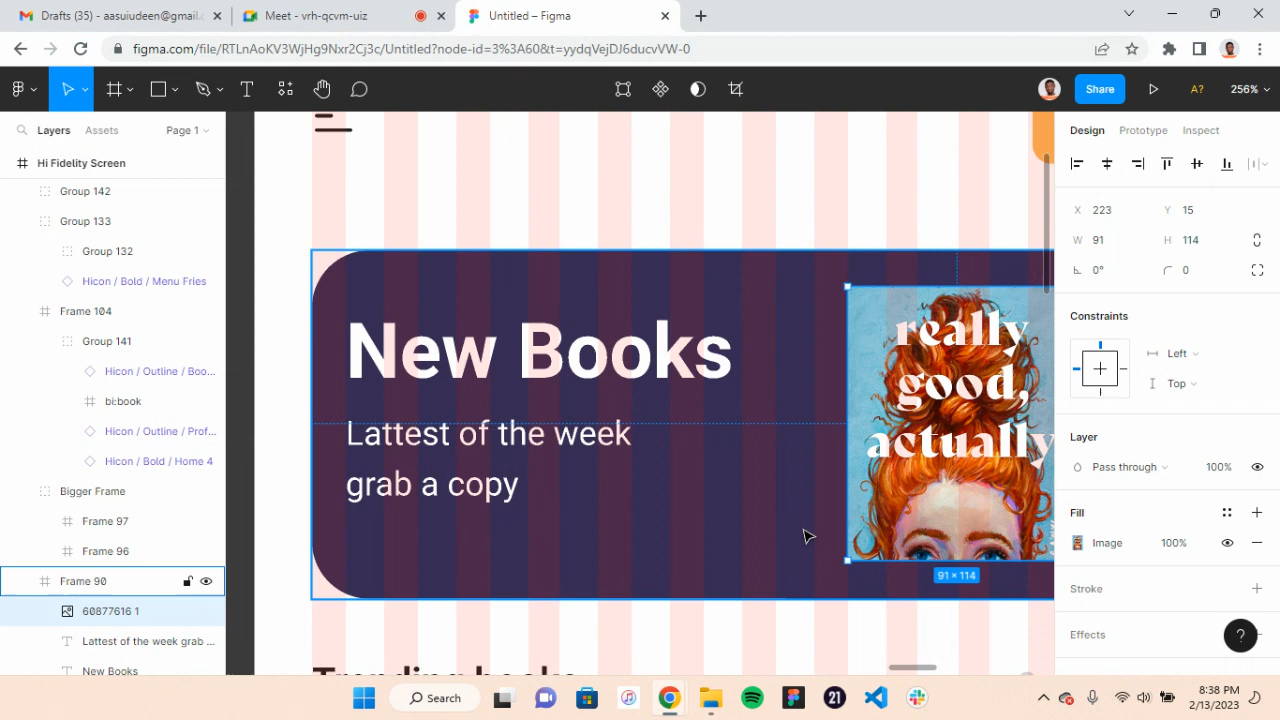 Drafts (35) - aasuiudeen@gmail.c
Meet - vrh-qcvm-uiz
Untitled – Figma
figma.com/file/RTLnAoKV3WjHg9Nxr2Cj3c/Untitled?node-id=3%3A60&t=yydqVejDJ6ducvVW-0
Share
A?
256%
Layers
Assets
Page 1
Hi Fidelity Screen
Group 142
Group 133
Group 132
Hicon / Bold / Menu Fries
Frame 104
Group 141
Hicon / Outline / Boo...
bi:book
Hicon / Outline / Prof...
Hicon / Bold / Home 4
Bigger Frame
Frame 97
Frame 96
Frame 90
60877616 1
Lattest of the week grab ...
New Books
New Books
Lattest of the week
grab a copy
really
good,
actually
91 × 114
Trending books
Design
Prototype
Inspect
X 223
Y 15
W 91
H 114
0°
0
Constraints
Left
Top
Layer
Pass through
100%
Fill
Image
100%
Stroke
Effects
?
Search
21
8:38 PM
2/13/2023